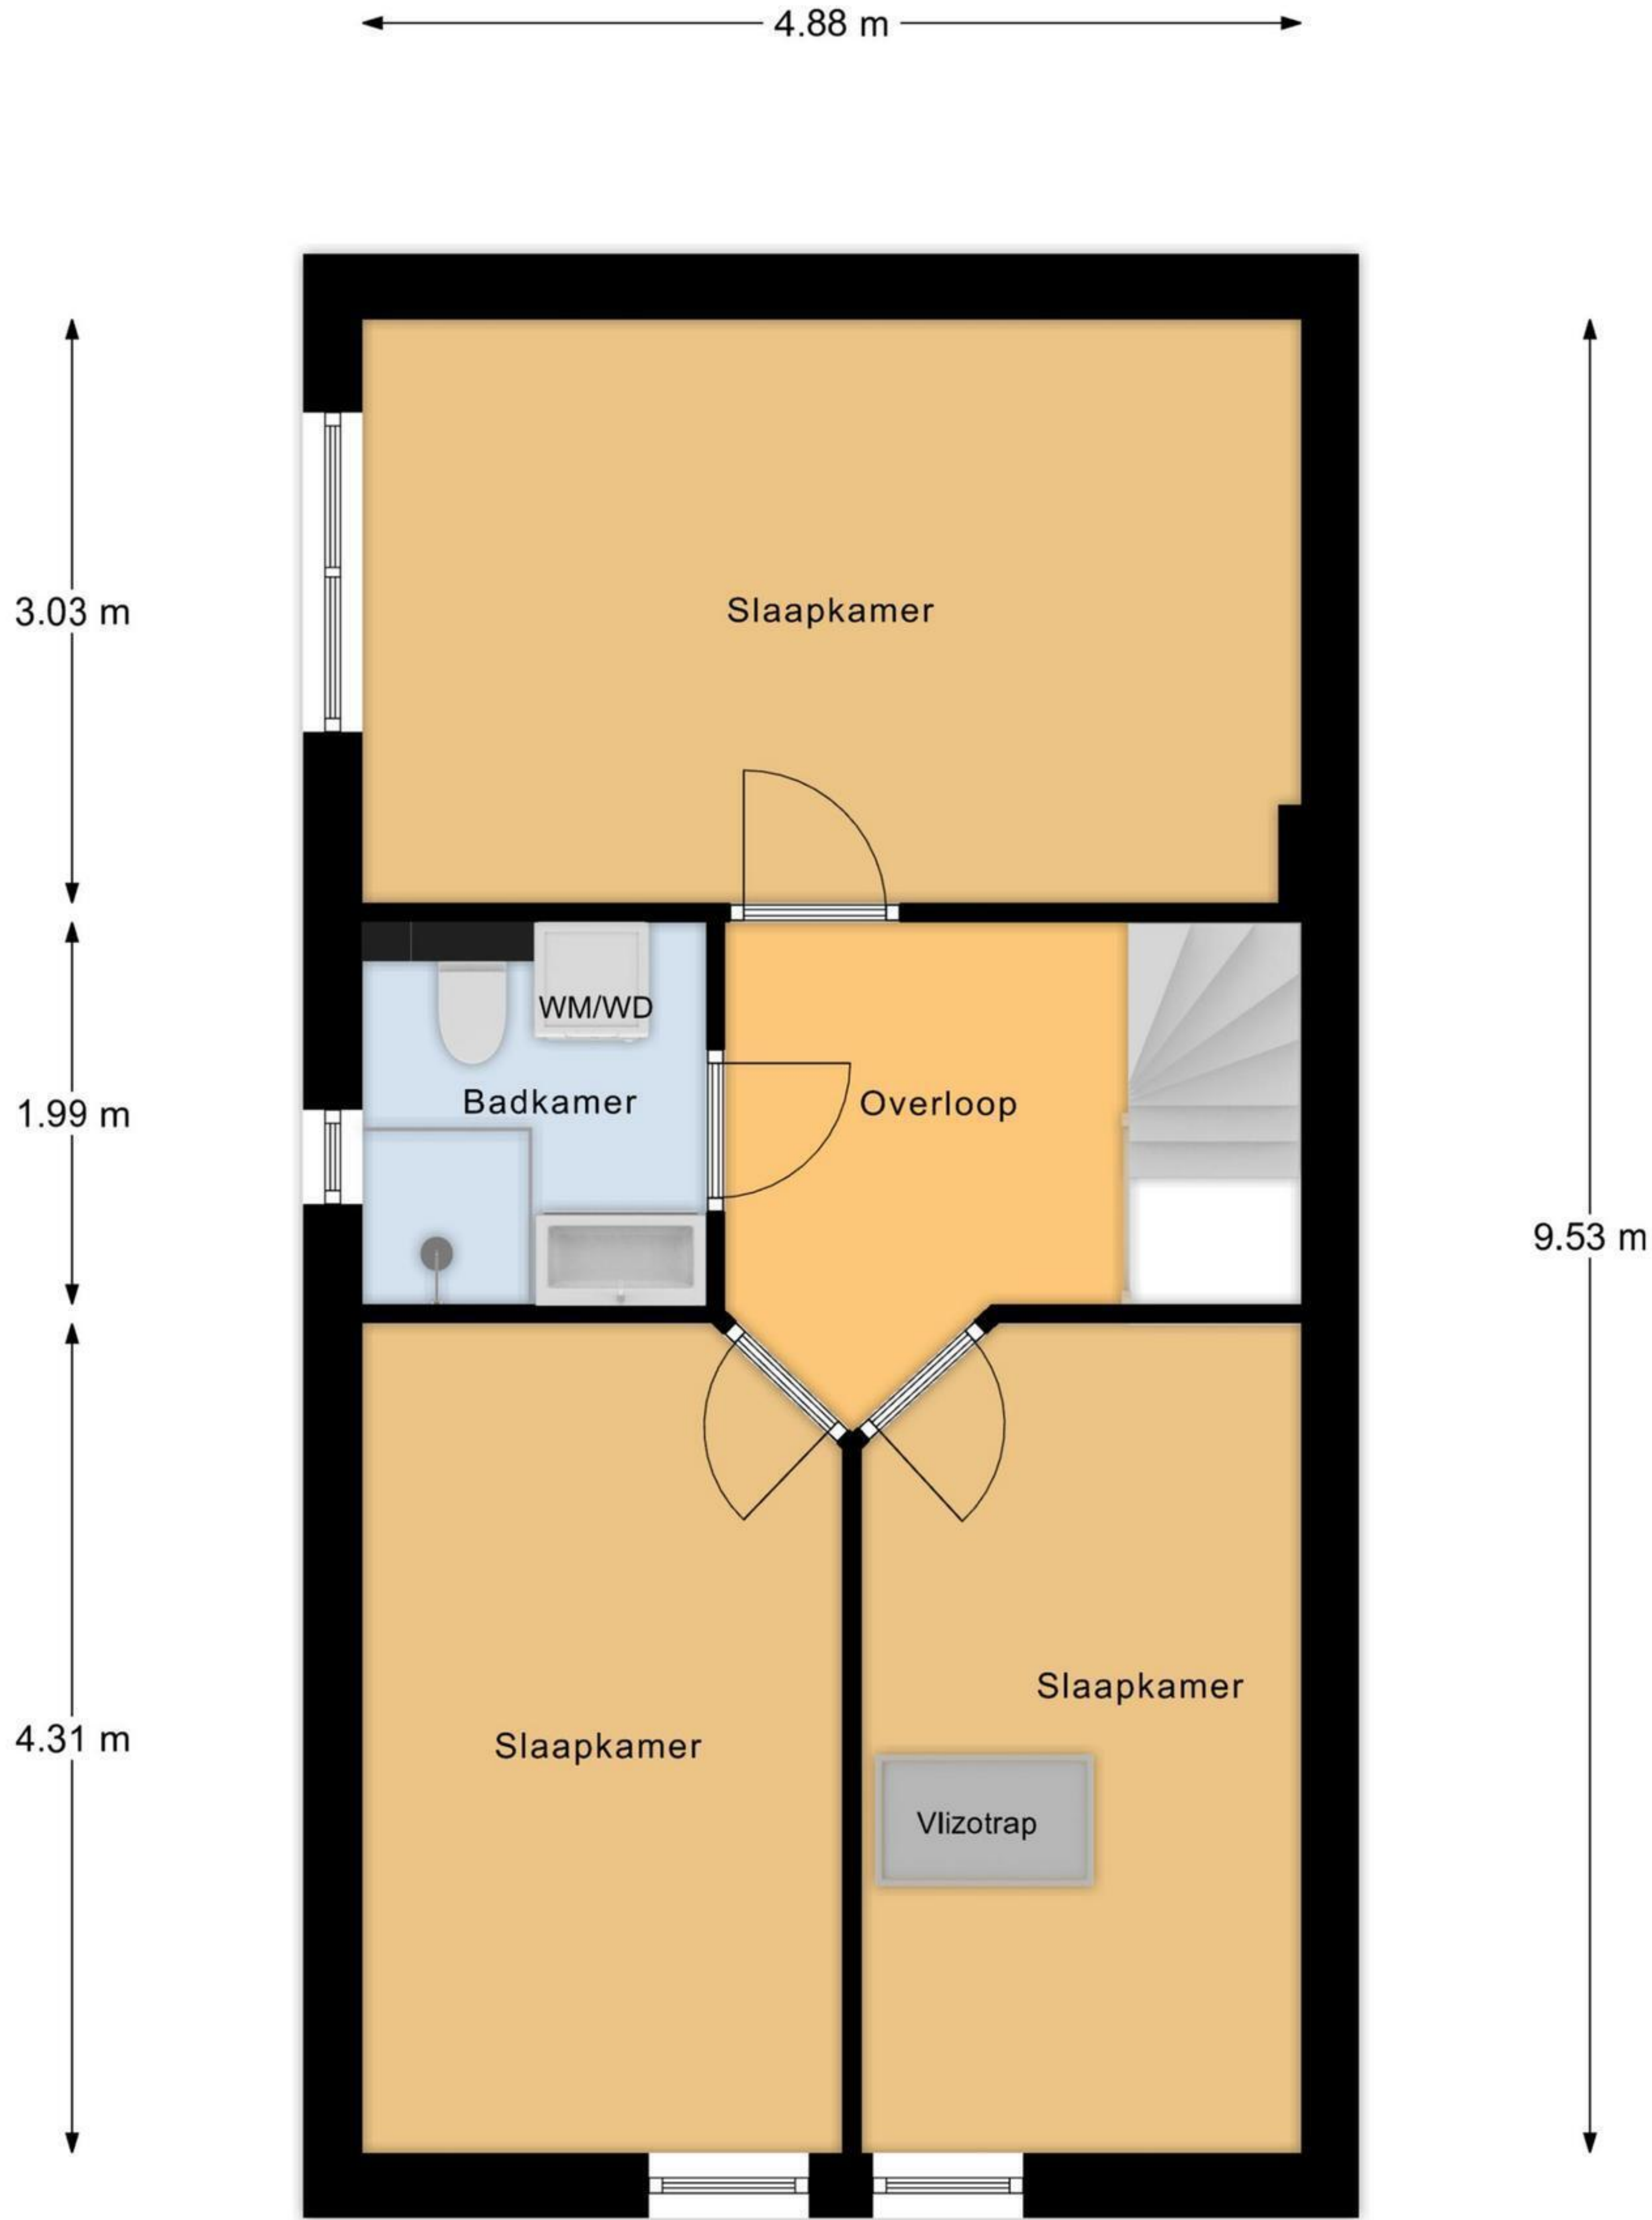 4.88 m
3.03 m
Slaapkamer
WM/WD
Badkamer
Overloop
1.99 m
9.53 m
Slaapkamer
4.31 m
Slaapkamer
Vlizotrap